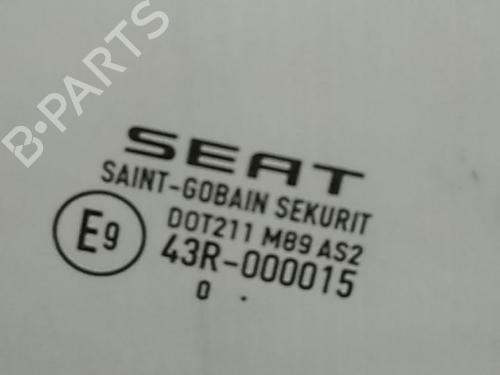 B-PARTS
SEAT
SAINT-GOBAIN SEKURIT
E9
DOT211 M89 AS2
43R-000015
0 .